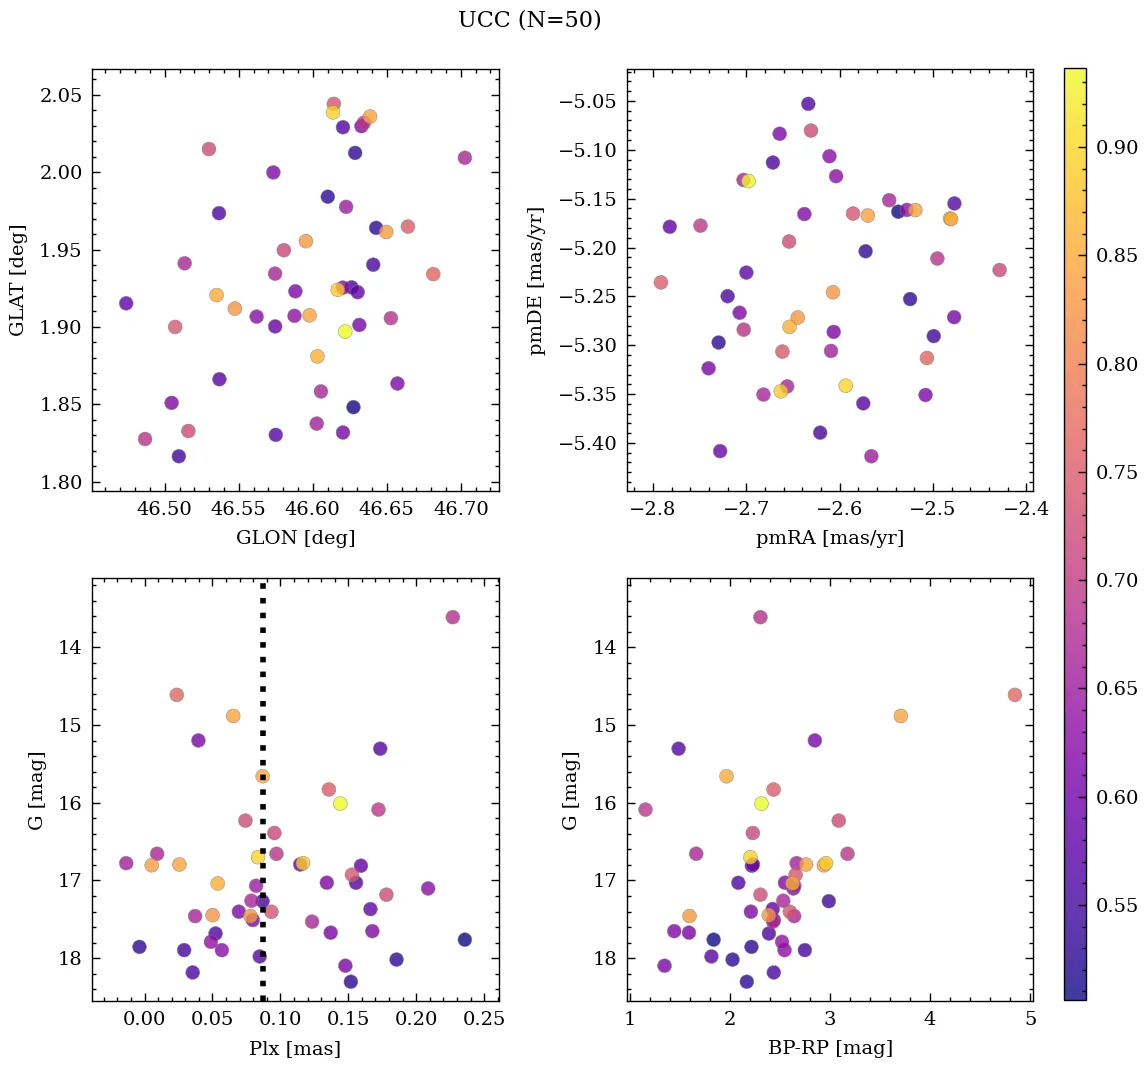 UCC (N=50)
2.05
2.00
1.95
1.90
1.85
1.80
GLAT [deg]
46.50 46.55 46.60 46.65 46.70
GLON [deg]
−5.05
−5.10
−5.15
−5.20
−5.25
−5.30
−5.35
−5.40
pmDE [mas/yr]
−2.8 −2.7 −2.6 −2.5 −2.4
pmRA [mas/yr]
14
15
16
17
18
G [mag]
0.00 0.05 0.10 0.15 0.20 0.25
Plx [mas]
14
15
16
17
18
G [mag]
1 2 3 4 5
BP-RP [mag]
0.90
0.85
0.80
0.75
0.70
0.65
0.60
0.55